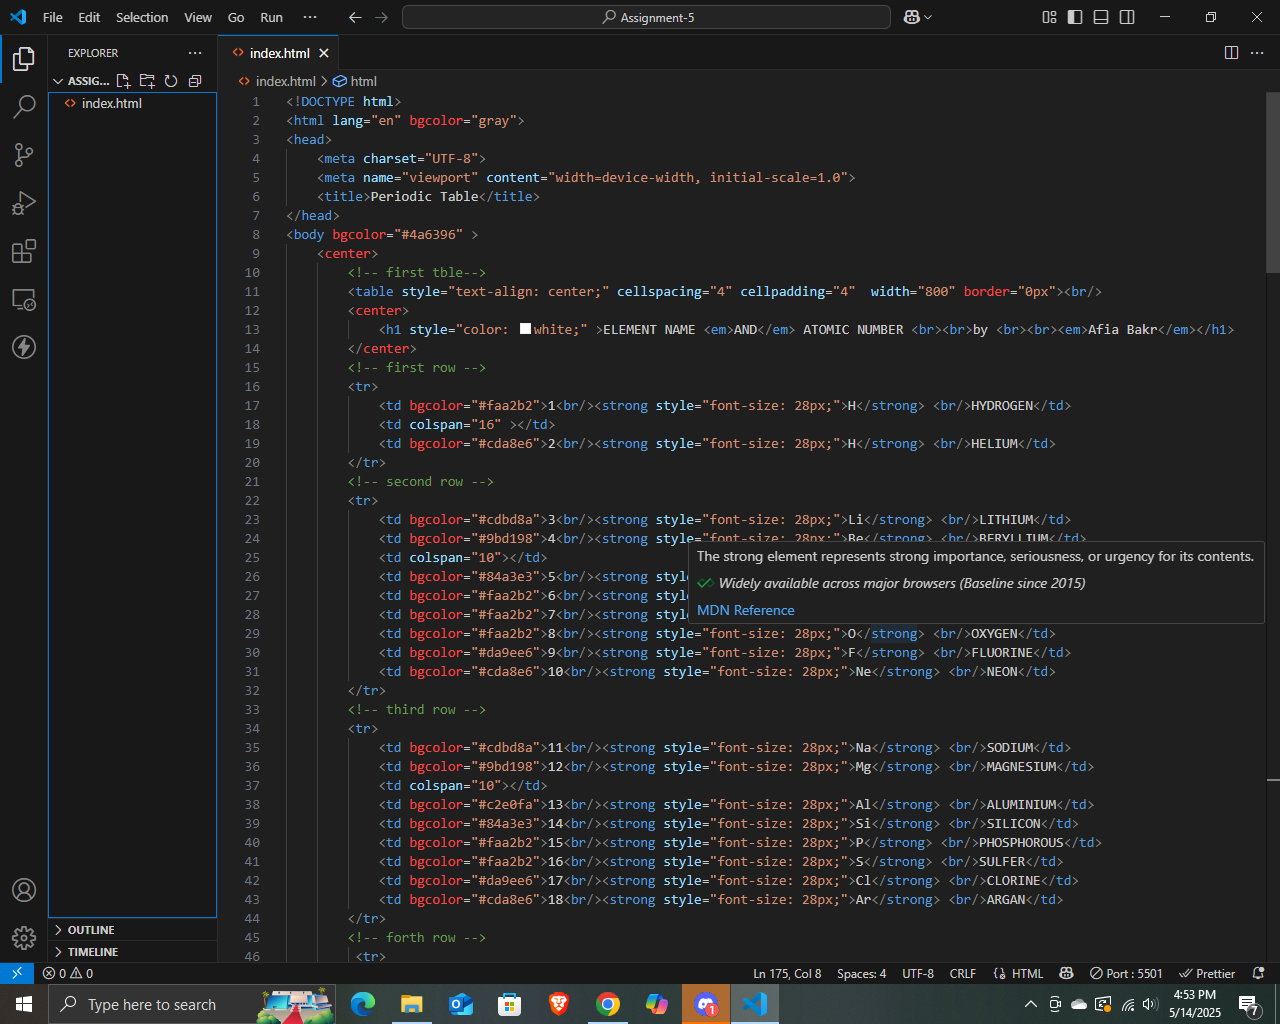 File Edit Selection View Go Run ··· Assignment-5
EXPLORER ···
ASSIG...
index.html
OUTLINE
TIMELINE
index.html
index.html > html
1 <!DOCTYPE html>
2 <html lang="en" bgcolor="gray">
3 <head>
4 <meta charset="UTF-8">
5 <meta name="viewport" content="width=device-width, initial-scale=1.0">
6 <title>Periodic Table</title>
7 </head>
8 <body bgcolor="#4a6396" >
9 <center>
10 <!-- first tble-->
11 <table style="text-align: center;" cellspacing="4" cellpadding="4"  width="800" border="0px"><br/>
12 <center>
13 <h1 style="color: white;" >ELEMENT NAME <em>AND</em> ATOMIC NUMBER <br><br>by <br><br><em>Afia Bakr</em></h1>
14 </center>
15 <!-- first row -->
16 <tr>
17 <td bgcolor="#faa2b2">1<br/><strong style="font-size: 28px;">H</strong> <br/>HYDROGEN</td>
18 <td colspan="16" ></td>
19 <td bgcolor="#cda8e6">2<br/><strong style="font-size: 28px;">H</strong> <br/>HELIUM</td>
20 </tr>
21 <!-- second row -->
22 <tr>
23 <td bgcolor="#cdbd8a">3<br/><strong style="font-size: 28px;">Li</strong> <br/>LITHIUM</td>
24 <td bgcolor="#9bd198">4<br/><strong style="font-size: 28px;">Be</strong> <br/>BERYLLIUM</td>
25 <td colspan="10"></td>
26 <td bgcolor="#84a3e3">5<br/><strong sty
27 <td bgcolor="#faa2b2">6<br/><strong sty
28 <td bgcolor="#faa2b2">7<br/><strong sty
The strong element represents strong importance, seriousness, or urgency for its contents.
Widely available across major browsers (Baseline since 2015)
MDN Reference
29 <td bgcolor="#faa2b2">8<br/><strong style="font-size: 28px;">O</strong> <br/>OXYGEN</td>
30 <td bgcolor="#da9ee6">9<br/><strong style="font-size: 28px;">F</strong> <br/>FLUORINE</td>
31 <td bgcolor="#cda8e6">10<br/><strong style="font-size: 28px;">Ne</strong> <br/>NEON</td>
32 </tr>
33 <!-- third row -->
34 <tr>
35 <td bgcolor="#cdbd8a">11<br/><strong style="font-size: 28px;">Na</strong> <br/>SODIUM</td>
36 <td bgcolor="#9bd198">12<br/><strong style="font-size: 28px;">Mg</strong> <br/>MAGNESIUM</td>
37 <td colspan="10"></td>
38 <td bgcolor="#c2e0fa">13<br/><strong style="font-size: 28px;">Al</strong> <br/>ALUMINIUM</td>
39 <td bgcolor="#84a3e3">14<br/><strong style="font-size: 28px;">Si</strong> <br/>SILICON</td>
40 <td bgcolor="#faa2b2">15<br/><strong style="font-size: 28px;">P</strong> <br/>PHOSPHOROUS</td>
41 <td bgcolor="#faa2b2">16<br/><strong style="font-size: 28px;">S</strong> <br/>SULFER</td>
42 <td bgcolor="#da9ee6">17<br/><strong style="font-size: 28px;">Cl</strong> <br/>CLORINE</td>
43 <td bgcolor="#cda8e6">18<br/><strong style="font-size: 28px;">Ar</strong> <br/>ARGAN</td>
44 </tr>
45 <!-- forth row -->
46 <tr>
0 0 Ln 175, Col 8 Spaces: 4 UTF-8 CRLF HTML Port : 5501 Prettier
Type here to search
1
4:53 PM
5/14/2025
7